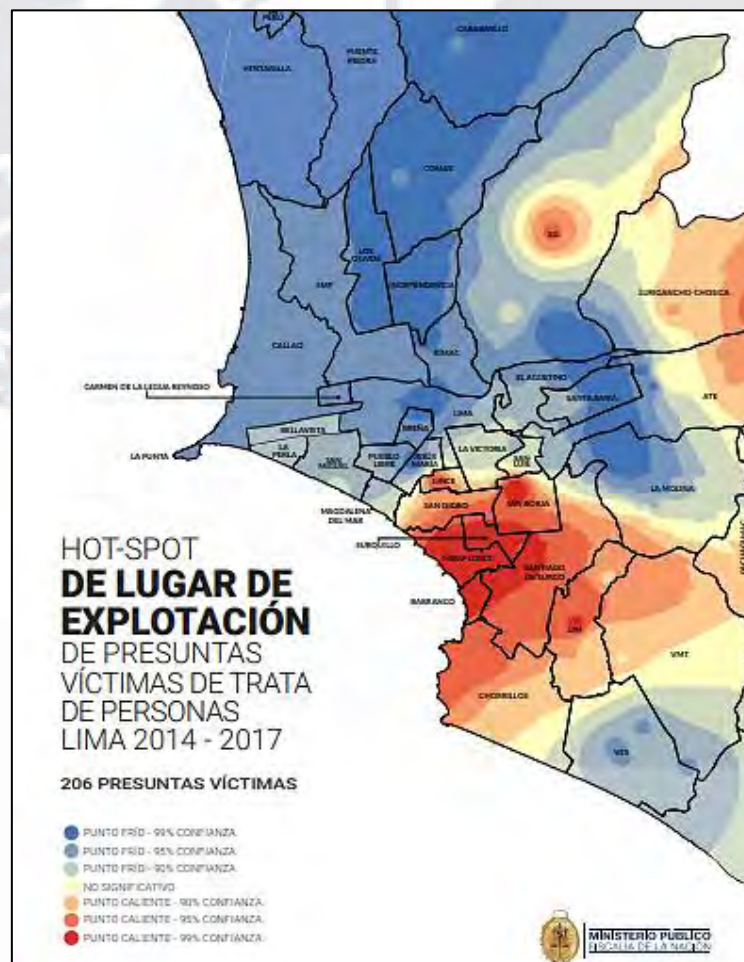 PUENTE
PIEDRA
CARABAYLLO
VENTANILLA
COMAS
LOS
OLIVOS
SMP
INDEPENDENCIA
SJL
LURIGANCHO-CHOSICA
CALLAO
RIMAC
CARMEN DE LA LEGUA REYNOSO
EL AGUSTINO
SANTA ANITA
ATE
LIMA
BREÑA
BELLAVISTA
LA PUNTA
LA
PERLA
SAN
MIGUEL
PUEBLO
LIBRE
JESÚS
MARÍA
LA VICTORIA
SAN
LUIS
LA MOLINA
LINCE
MAGDALENA
DEL MAR
SAN ISIDRO
SAN BORJA
SURQUILLO
MIRAFLORES
SANTIAGO
DE SURCO
BARRANCO
SJM
VMT
CHORRILLOS
VES
HOT-SPOT
DE LUGAR DE
EXPLOTACIÓN
DE PRESUNTAS
VÍCTIMAS DE TRATA
DE PERSONAS
LIMA 2014 - 2017
206 PRESUNTAS VÍCTIMAS
PUNTO FRÍO - 99% CONFIANZA
PUNTO FRÍO - 95% CONFIANZA
PUNTO FRÍO - 90% CONFIANZA
NO SIGNIFICATIVO
PUNTO CALIENTE - 90% CONFIANZA
PUNTO CALIENTE - 95% CONFIANZA
PUNTO CALIENTE - 99% CONFIANZA
MINISTERIO PÚBLICO
FISCALÍA DE LA NACIÓN